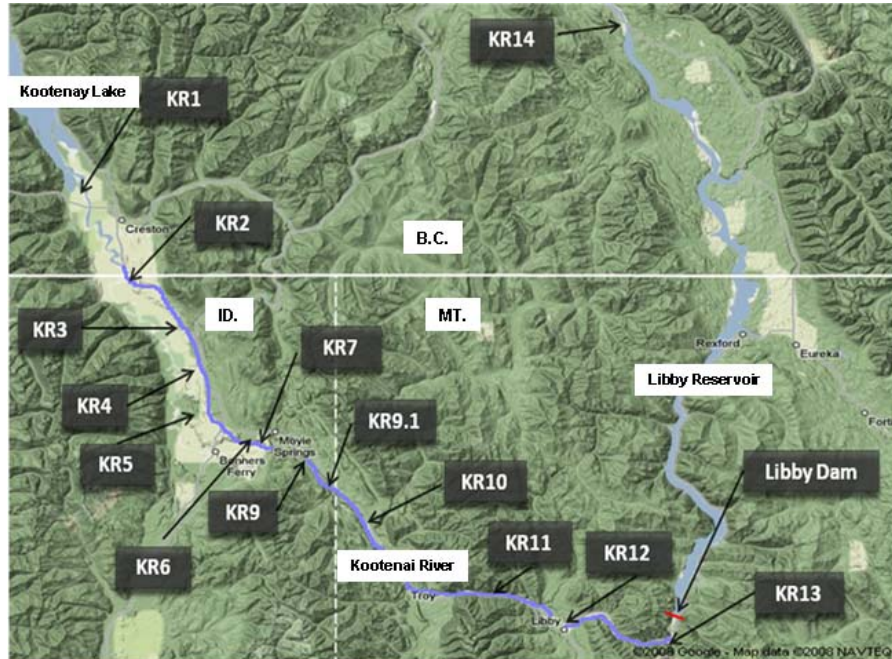 KR14
Kootenay Lake
KR1
Creston
KR2
B.C.
ID.
MT.
KR3
KR7
Rexford
Eureka
Libby Reservoir
KR4
Fort
KR5
Moyie
Springs
Bonners
Ferry
KR9.1
KR9
KR10
Libby Dam
KR6
Kootenai River
KR11
KR12
KR13
Troy
Libby
©2008 Google - Map data ©2008 NAVTEQ